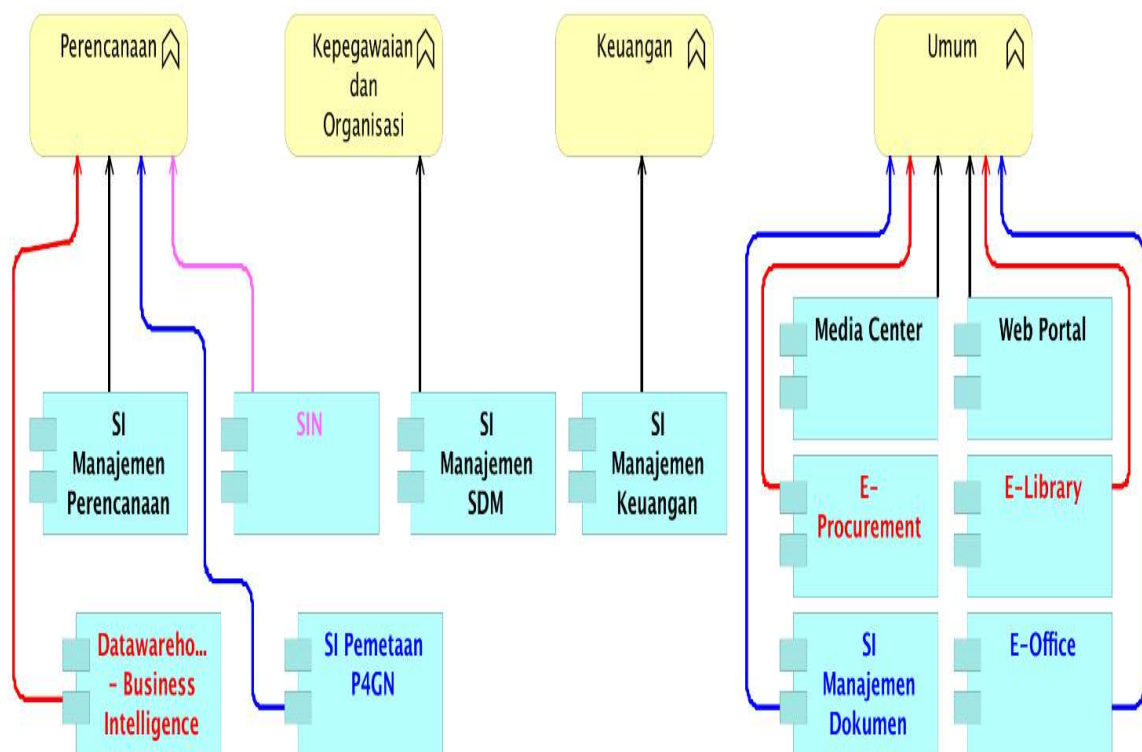 Perencanaan
Kepegawaian
dan
Organisasi
Keuangan
Umum
Media Center
Web Portal
SI
Manajemen
Perencanaan
SIN
SI
Manajemen
SDM
SI
Manajemen
Keuangan
E-
Procurement
E-Library
Datawareho...
- Business
Intelligence
SI Pemetaan
P4GN
SI
Manajemen
Dokumen
E-Office